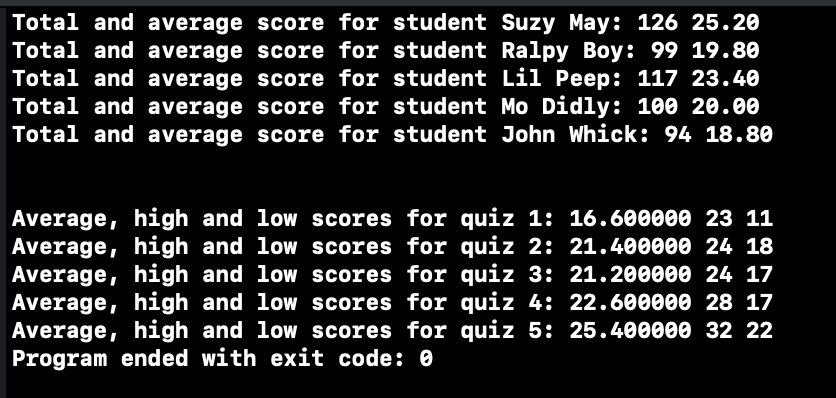 Total and average score for student Suzy May: 126 25.20
Total and average score for student Ralpy Boy: 99 19.80
Total and average score for student Lil Peep: 117 23.40
Total and average score for student Mo Didly: 100 20.00
Total and average score for student John Whick: 94 18.80
Average, high and low scores for quiz 1: 16.600000 23 11
Average, high and low scores for quiz 2: 21.400000 24 18
Average, high and low scores for quiz 3: 21.200000 24 17
Average, high and low scores for quiz 4: 22.600000 28 17
Average, high and low scores for quiz 5: 25.400000 32 22
Program ended with exit code: 0